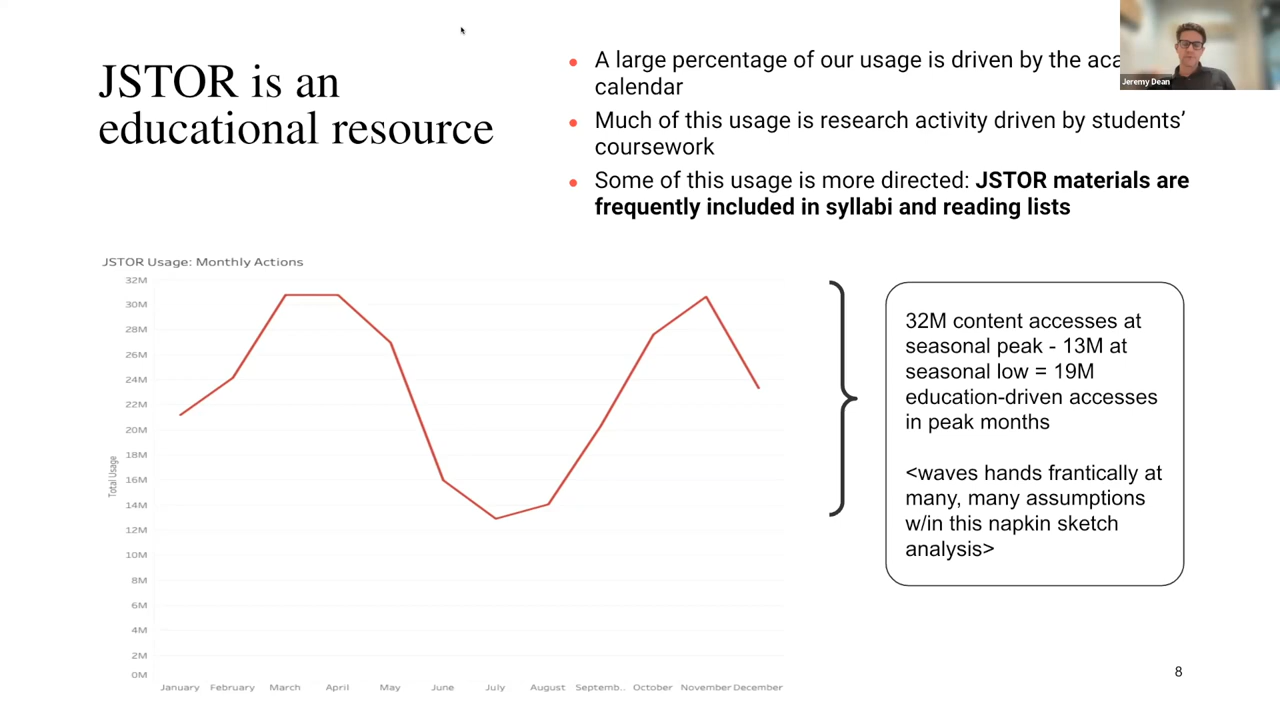 JSTOR is an
educational resource
A large percentage of our usage is driven by the
calendar
Much of this usage is research activity driven by students’
coursework
Some of this usage is more directed: JSTOR materials are
frequently included in syllabi and reading lists
Jeremy Dean
JSTOR Usage: Monthly Actions
Total Usage
32M
30M
28M
26M
24M
22M
20M
18M
16M
14M
12M
10M
8M
6M
4M
2M
0M
January February March April May June July August Septemb.. October November December
32M content accesses at
seasonal peak - 13M at
seasonal low = 19M
education-driven accesses
in peak months
<waves hands frantically at
many, many assumptions
w/in this napkin sketch
analysis>
8